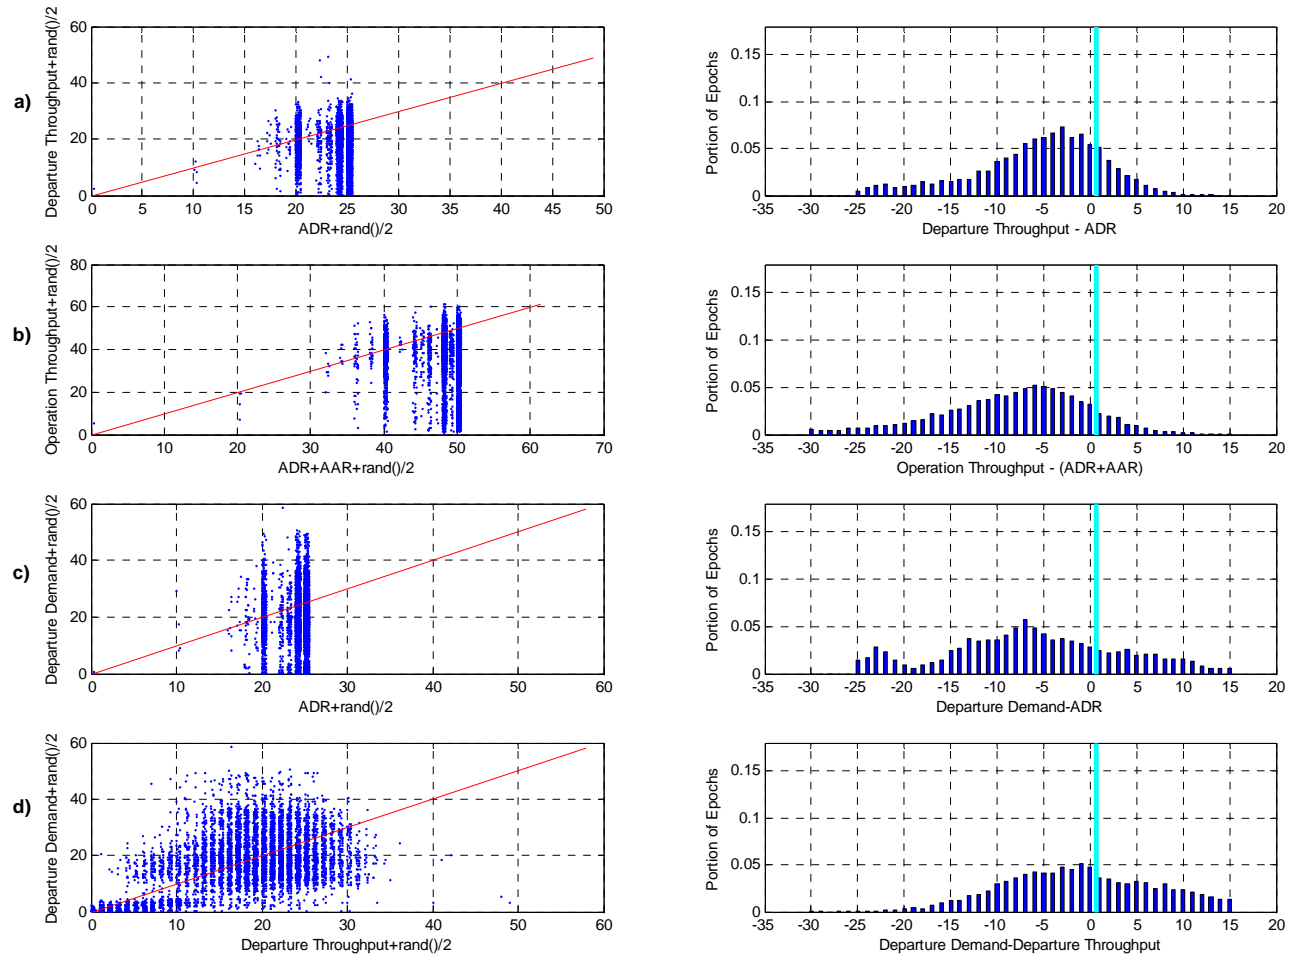 a)
Departure Throughput+rand()/2
60
40
20
0
0 5 10 15 20 25 30 35 40 45 50
ADR+rand()/2
Portion of Epochs
0.15
0.1
0.05
0
-35 -30 -25 -20 -15 -10 -5 0 5 10 15 20
Departure Throughput - ADR
b)
Operation Throughput+rand()/2
80
60
40
20
0
0 10 20 30 40 50 60 70
ADR+AAR+rand()/2
Portion of Epochs
0.15
0.1
0.05
0
-35 -30 -25 -20 -15 -10 -5 0 5 10 15 20
Operation Throughput - (ADR+AAR)
c)
Departure Demand+rand()/2
60
40
20
0
0 10 20 30 40 50 60
ADR+rand()/2
Portion of Epochs
0.15
0.1
0.05
0
-35 -30 -25 -20 -15 -10 -5 0 5 10 15 20
Departure Demand-ADR
d)
Departure Demand+rand()/2
60
40
20
0
0 10 20 30 40 50 60
Departure Throughput+rand()/2
Portion of Epochs
0.15
0.1
0.05
0
-35 -30 -25 -20 -15 -10 -5 0 5 10 15 20
Departure Demand-Departure Throughput